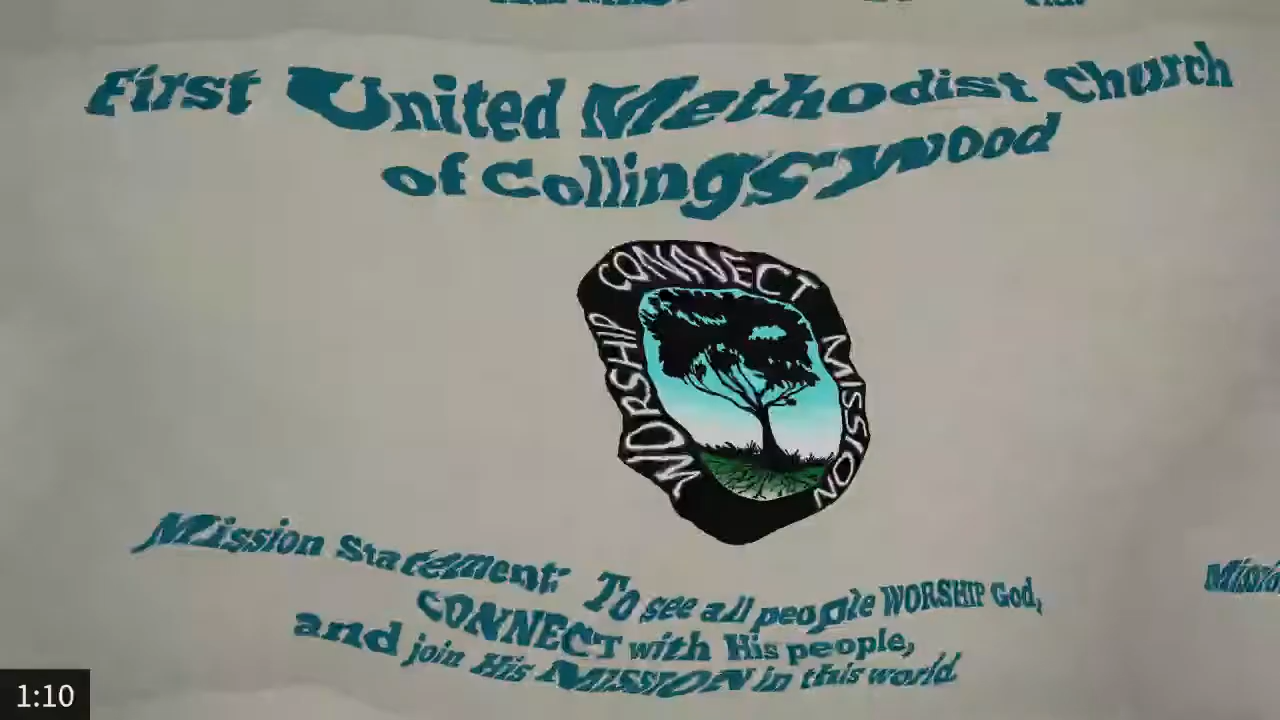 First United Methodist Church
of Collingswood
WORSHIP CONNECT MISSION
Mission Statement: To see all people WORSHIP God,
CONNECT with His people,
and join His MISSION in this world
1:10